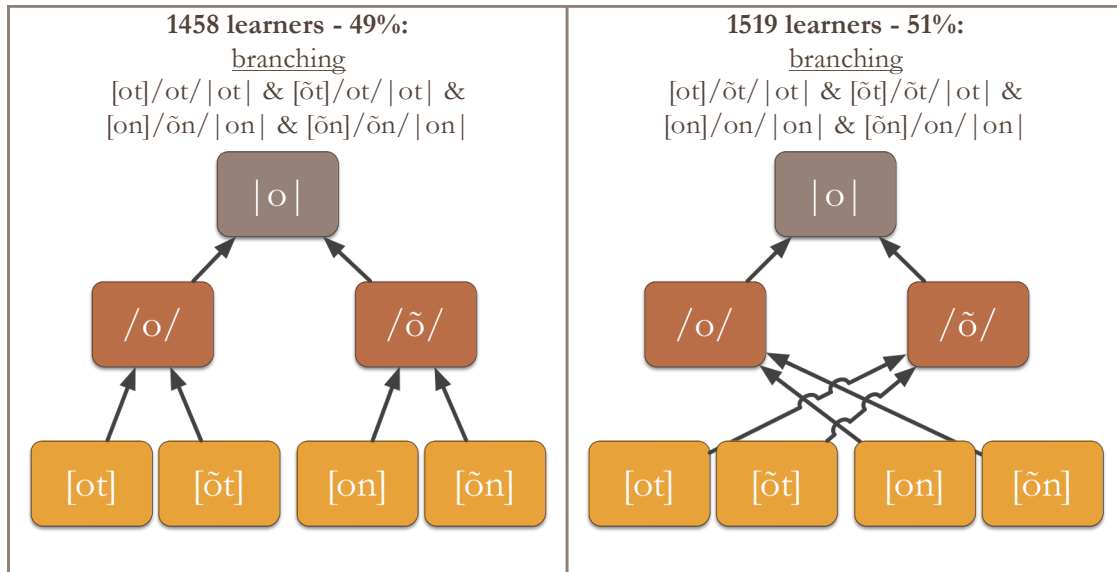 1458 learners - 49%:
branching
[ot]/ot/|ot| & [õt]/ot/|ot| &
[on]/õn/|on| & [õn]/õn/|on|
|o|
/o/ /õ/
[ot] [õt] [on] [õn]
1519 learners - 51%:
branching
[ot]/õt/|ot| & [õt]/õt/|ot| &
[on]/on/|on| & [õn]/on/|on|
|o|
/o/ /õ/
[ot] [õt] [on] [õn]